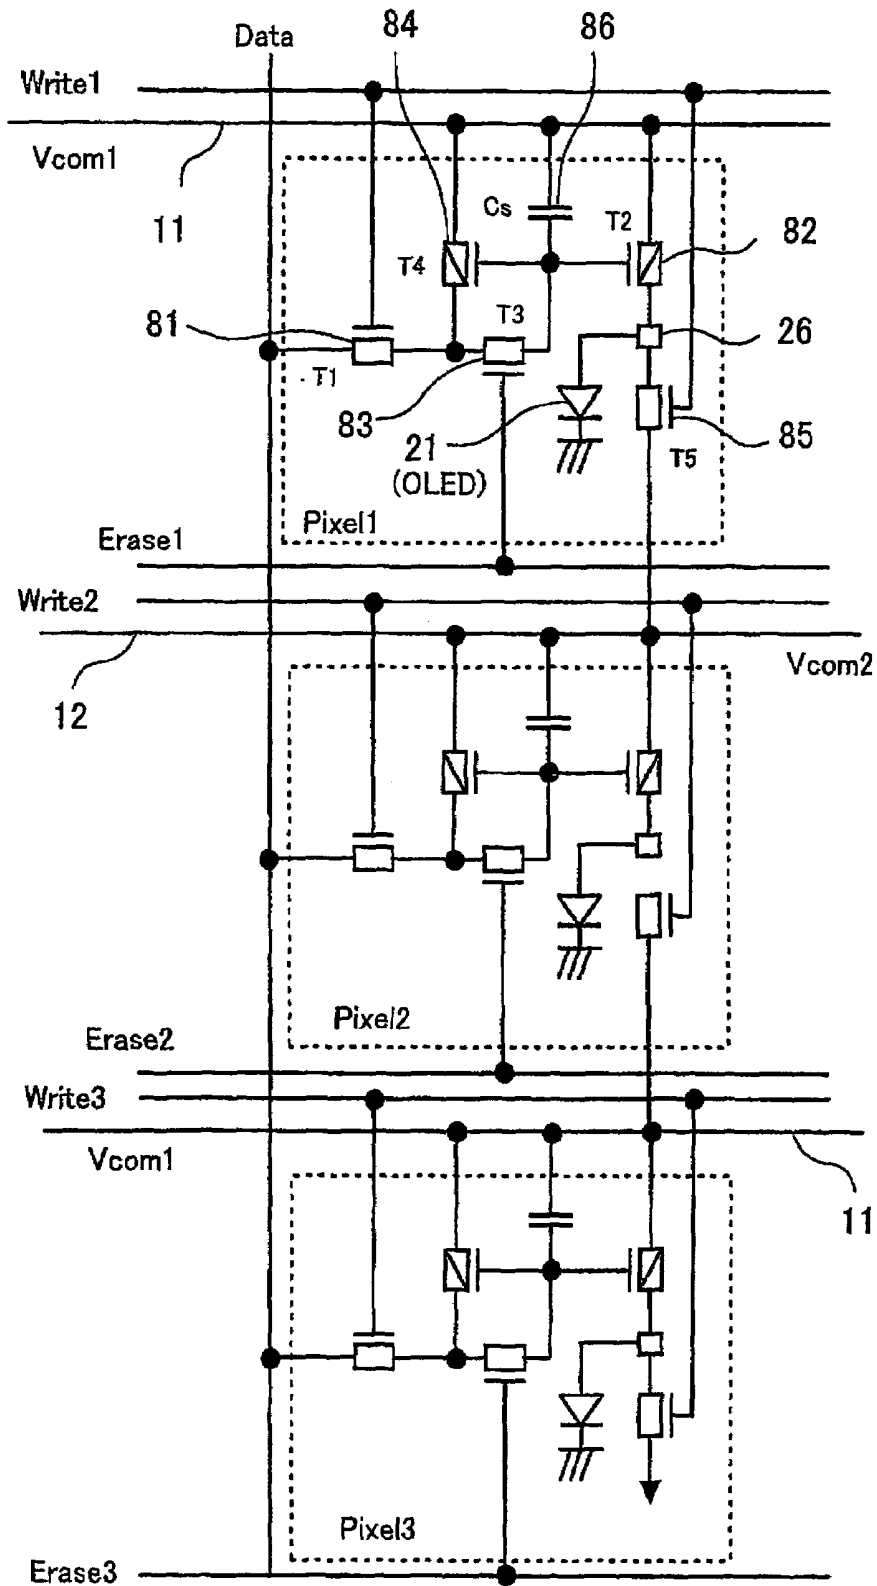 84
86
Data
Write1
Vcom1
11
Cs
T2
82
T4
T3
81
26
T1
83
21
(OLED)
85
T5
Pixel1
Erase1
Write2
Vcom2
12
Pixel2
Erase2
Write3
Vcom1
11
Pixel3
Erase3